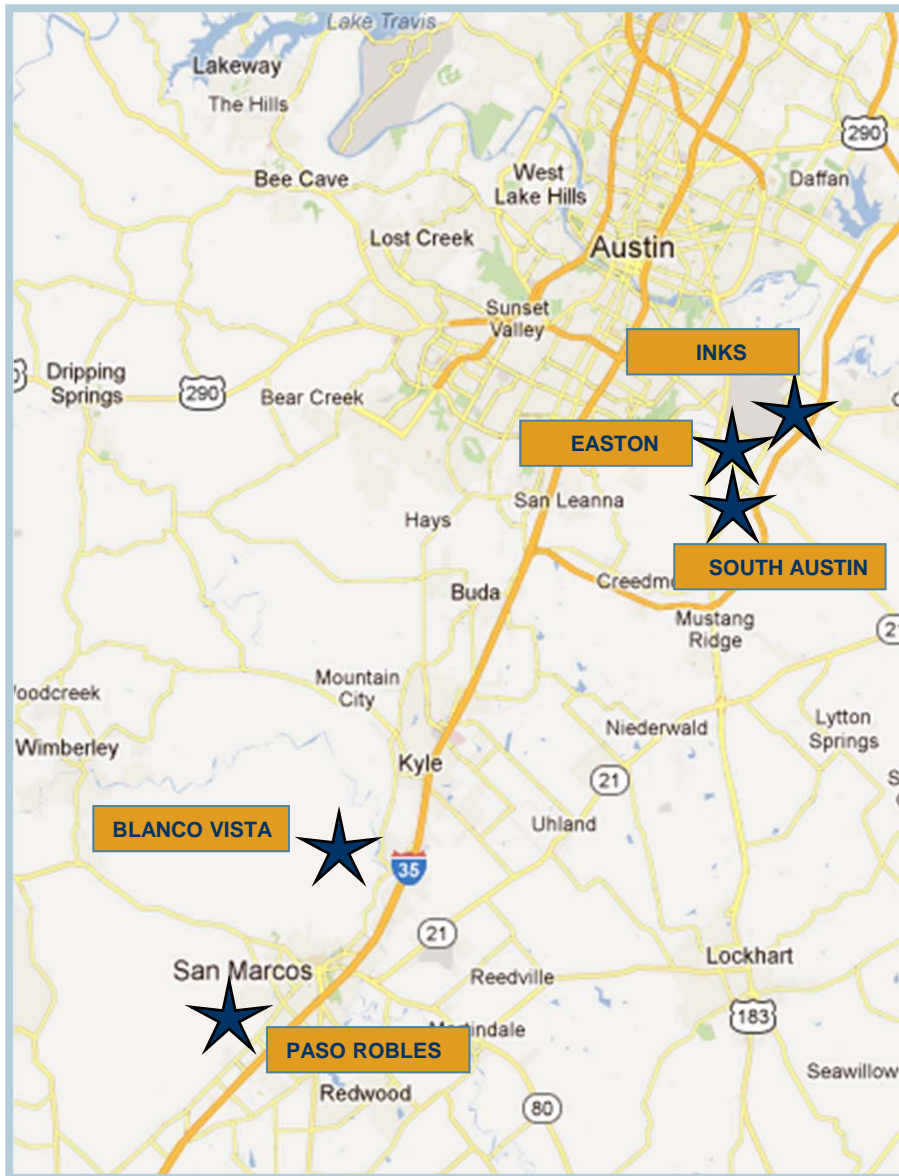 Lake Travis
Lakeway
The Hills
290
Daffan
Bee Cave
West
Lake Hills
Lost Creek
Austin
Sunset
Valley
INKS
Dripping
Springs
290
Bear Creek
EASTON
San Leanna
Hays
SOUTH AUSTIN
Creedm
Buda
Mustang
Ridge
21
Mountain
City
Woodcreek
Niederwald
Lytton
Springs
Wimberley
Kyle
21
BLANCO VISTA
Uhland
35
21
San Marcos
Reedville
Lockhart
183
PASO ROBLES
Martindale
Seawillow
Redwood
80